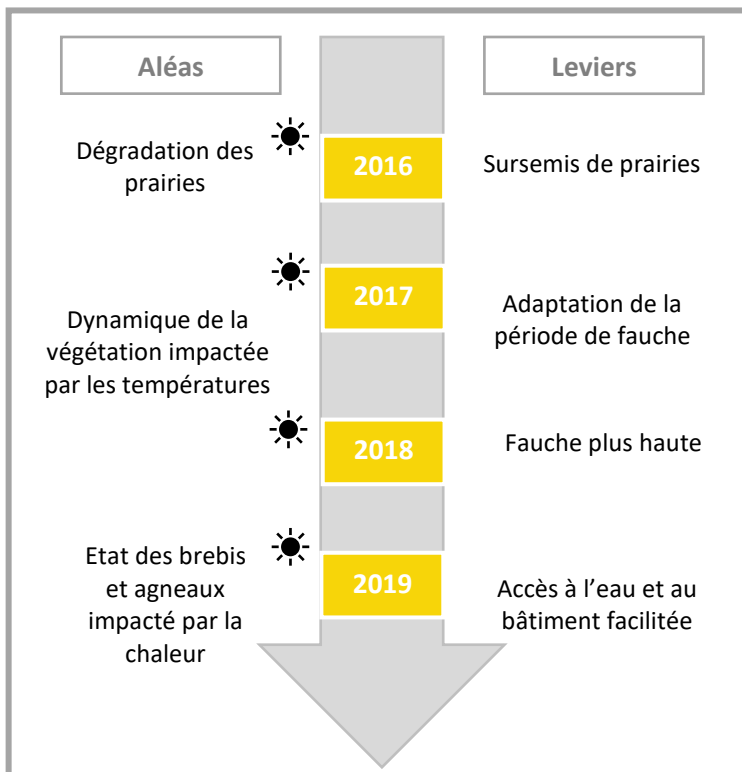 Aléas
Leviers
Dégradation des
prairies
2016
Sursemis de prairies
2017
Dynamique de la
végétation impactée
par les températures
Adaptation de la
période de fauche
2018
Fauche plus haute
Etat des brebis
et agneaux
impacté par la
chaleur
2019
Accès à l’eau et au
bâtiment facilitée